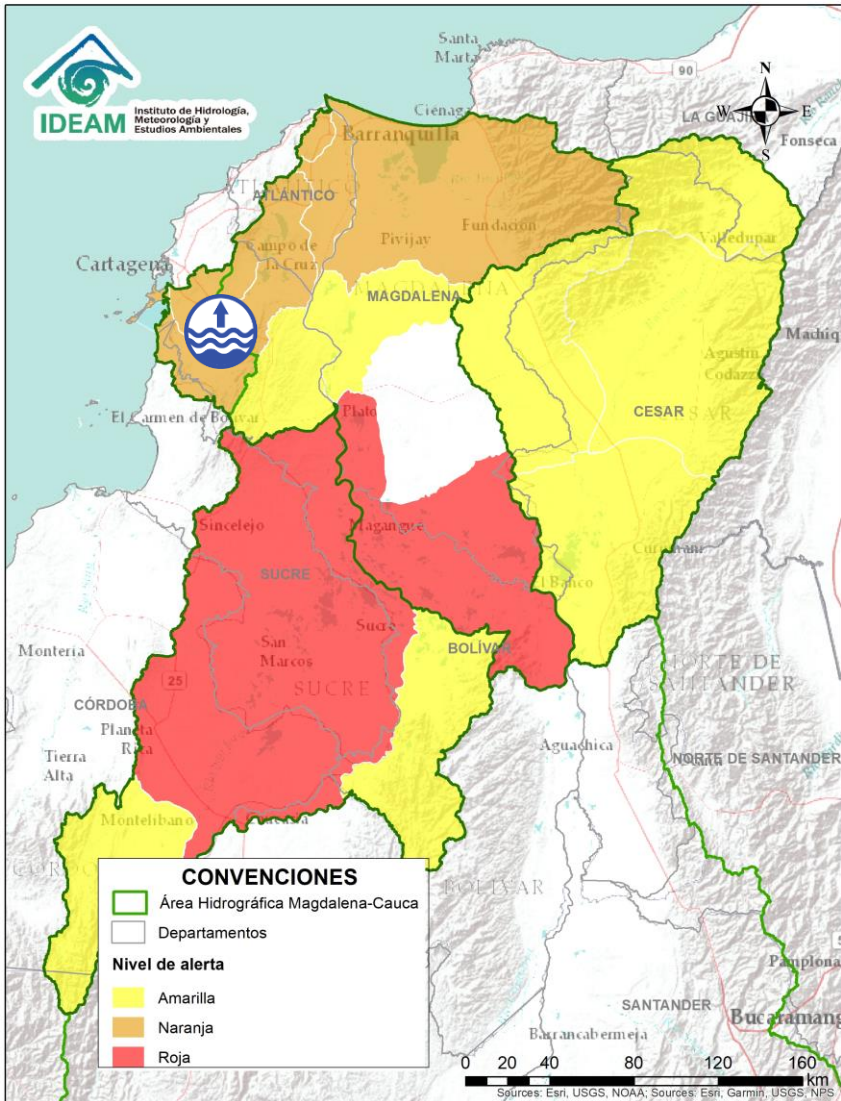 IDEAM
Instituto de Hidrología,
Meteorología y
Estudios Ambientales
Santa
Marta
90
N
W
E
S
Ciénaga
LA GUAJIRA
Fonseca
Barranquilla
ATLÁNTICO
Fundación
Pivijay
Campo de
la Cruz
Valledupar
Cartagena
MAGDALENA
Agustín
Codazzi
El Carmen de Bolívar
Plato
CESAR
Sincelejo
Magangue
SUCRE
El Banco
Sucre
Montería
San
Marcos
BOLÍVAR
SUCRE
25
NORTE DE
SANTANDER
CÓRDOBA
Planeta
Rica
Tierra
Alta
Aguachica
NORTE DE SANTANDER
Montelíbano
BOLÍVAR
CONVENCIONES
Área Hidrográfica Magdalena-Cauca
Departamentos
Nivel de alerta
Amarilla
Naranja
Roja
Pamplona
SANTANDER
Bucaramang
Barrancabermeja
0 20 40 80 120 160
km
Sources: Esri, USGS, NOAA; Sources: Esri, Garmin, USGS, NPS